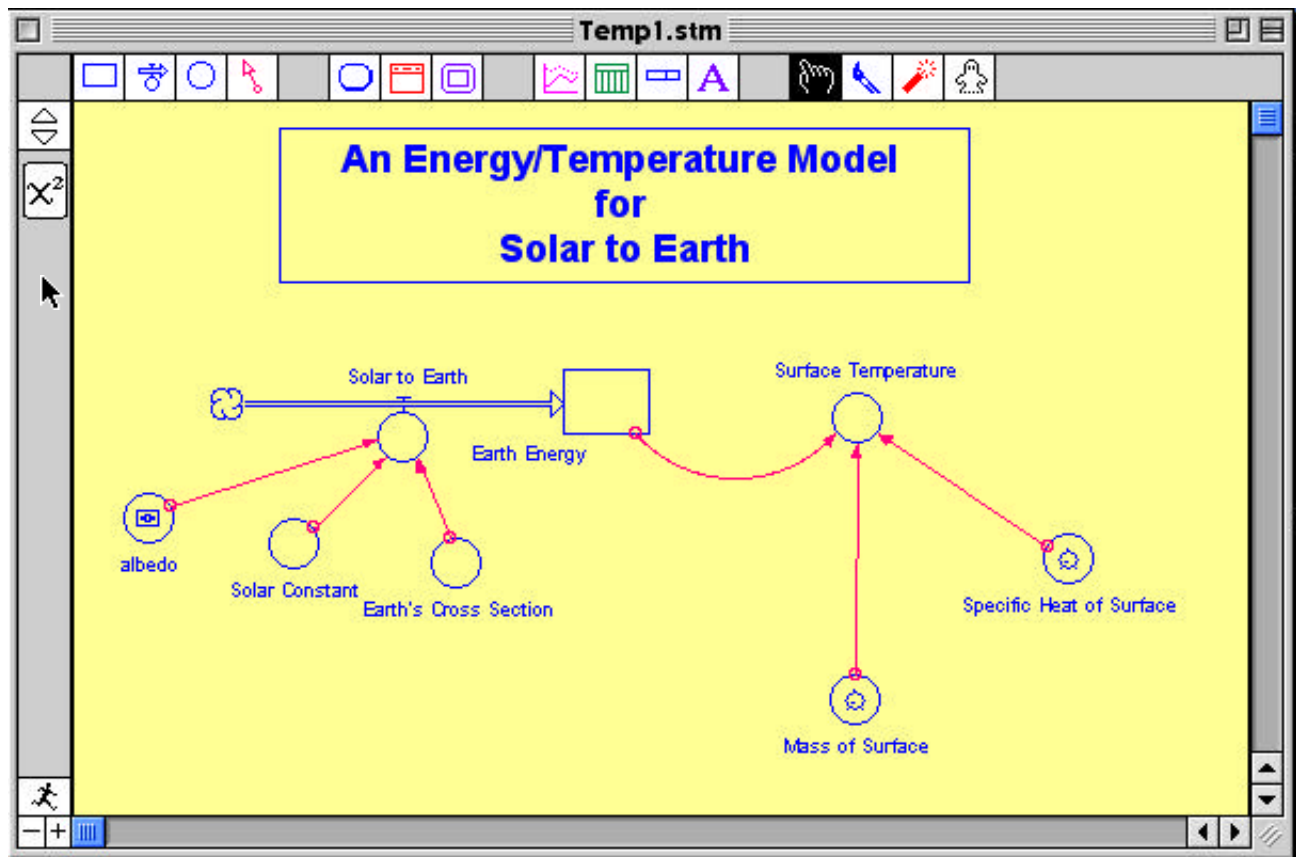 Temp1.stm
A
X²
An Energy/Temperature Model
for
Solar to Earth
Solar to Earth
Surface Temperature
Earth Energy
albedo
Solar Constant
Earth's Cross Section
Specific Heat of Surface
Mass of Surface